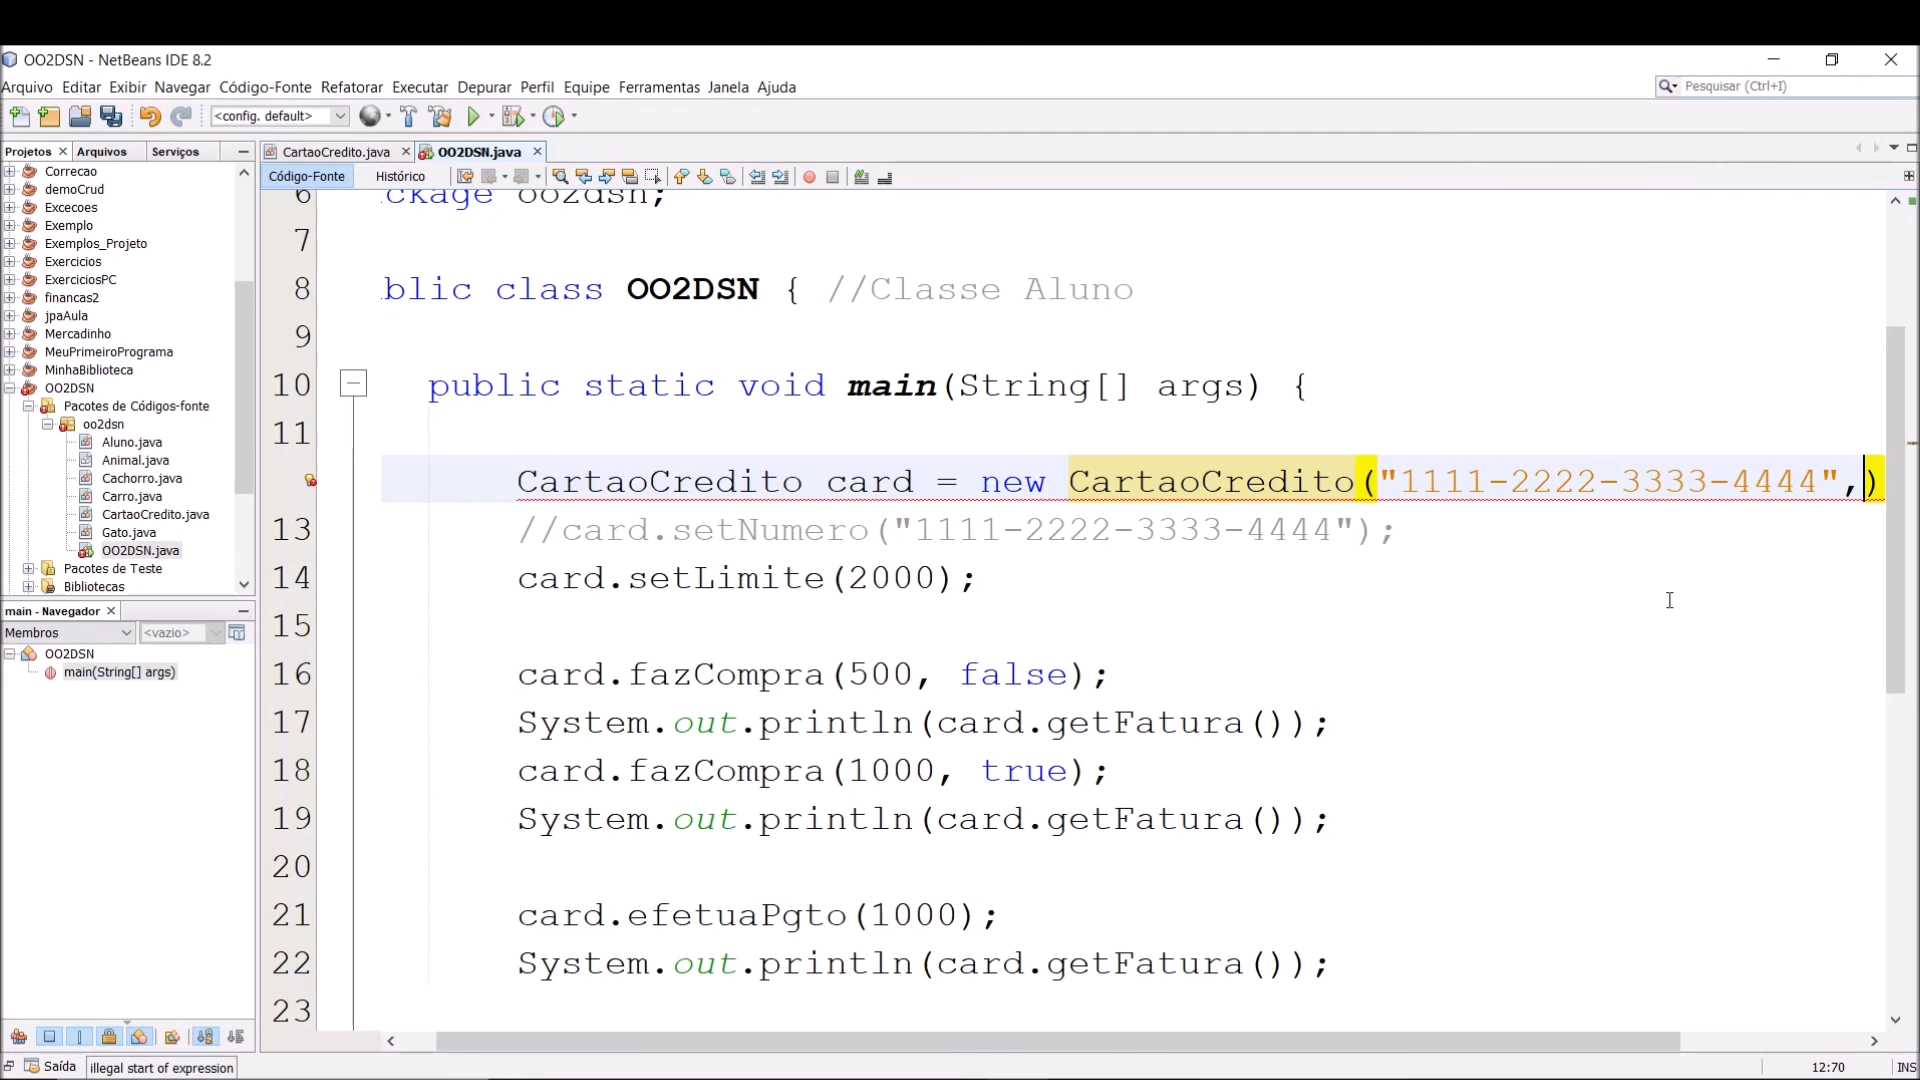 OO2DSN - NetBeans IDE 8.2
Arquivo Editar Exibir Navegar Código-Fonte Refatorar Executar Depurar Perfil Equipe Ferramentas Janela Ajuda
Pesquisar (Ctrl+I)
<config. default>
Projetos Arquivos Serviços
CartaoCredito.java OO2DSN.java
Código-Fonte Histórico
Correcao
demoCrud
Excecoes
Exemplo
Exemplos_Projeto
Exercicios
ExerciciosPC
financas2
jpaAula
Mercadinho
MeuPrimeiroPrograma
MinhaBiblioteca
OO2DSN
Pacotes de Códigos-fonte
oo2dsn
Aluno.java
Animal.java
Cachorro.java
Carro.java
CartaoCredito.java
Gato.java
OO2DSN.java
Pacotes de Teste
Bibliotecas
main - Navegador
Membros <vazio>
OO2DSN
main(String[] args)
6 ckage oo2dsn;
7
8 blic class OO2DSN { //Classe Aluno
9
10 public static void main(String[] args) {
11
CartaoCredito card = new CartaoCredito("1111-2222-3333-4444",)
13 //card.setNumero("1111-2222-3333-4444");
14 card.setLimite(2000);
15
16 card.fazCompra(500, false);
17 System.out.println(card.getFatura());
18 card.fazCompra(1000, true);
19 System.out.println(card.getFatura());
20
21 card.efetuaPgto(1000);
22 System.out.println(card.getFatura());
23
Saída illegal start of expression 12:70 INS